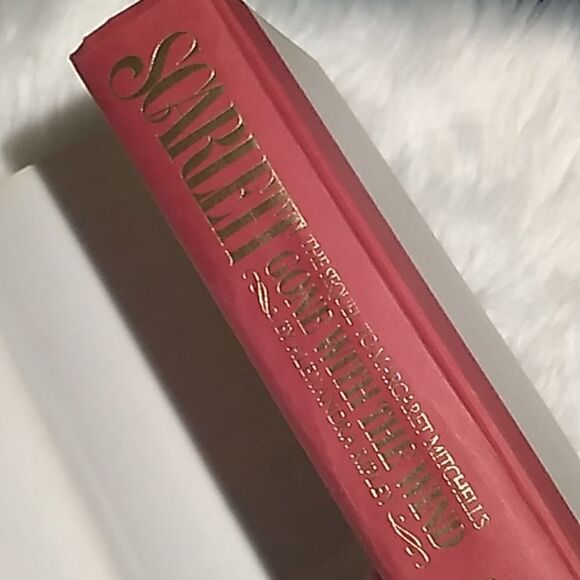 SCARLETT
THE SEQUEL TO MARGARET MITCHELL'S
GONE WITH THE WIND
BY ALEXANDRA RIPLEY